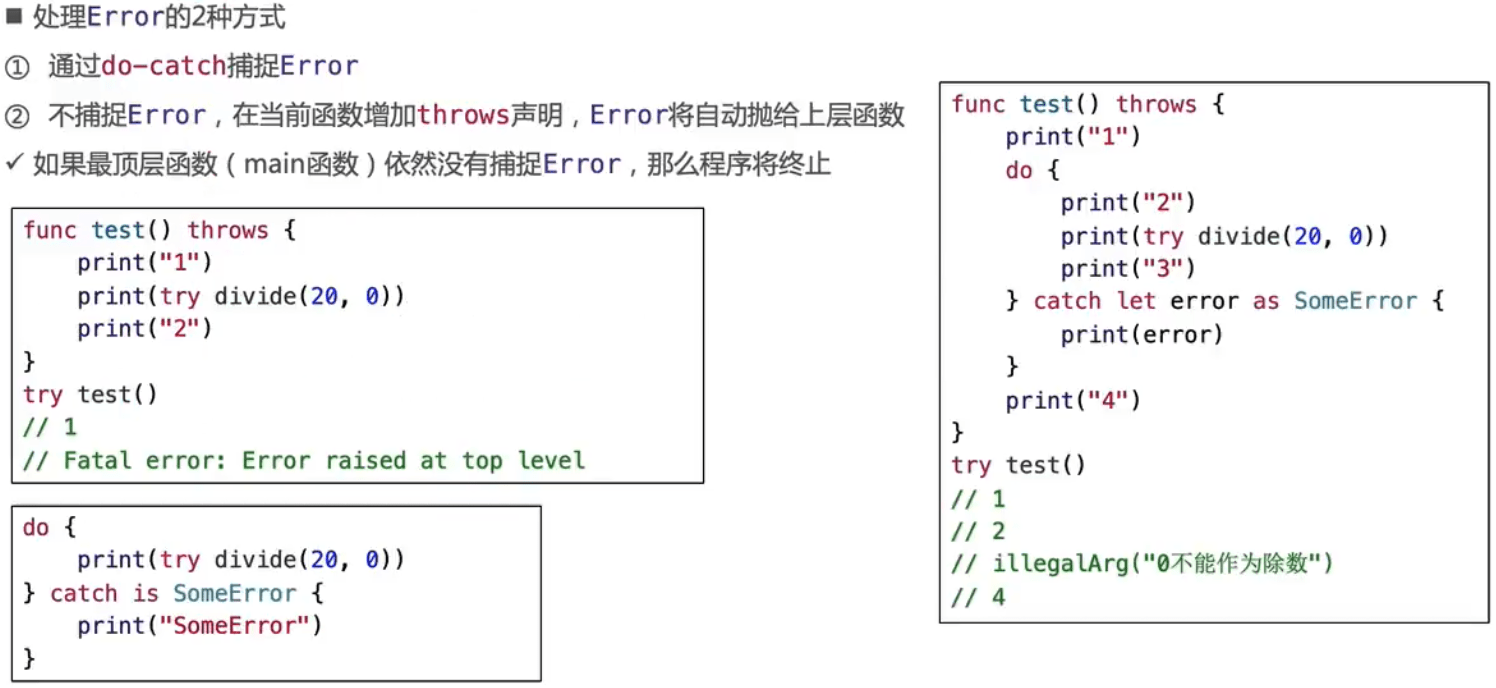 ■ 处理Error的2种方式
① 通过do-catch捕捉Error
② 不捕捉Error，在当前函数增加throws声明，Error将自动抛给上层函数
✓ 如果最顶层函数（main函数）依然没有捕捉Error，那么程序将终止
func test() throws {
    print("1")
    print(try divide(20, 0))
    print("2")
}
try test()
// 1
// Fatal error: Error raised at top level
do {
    print(try divide(20, 0))
} catch is SomeError {
    print("SomeError")
}
func test() throws {
    print("1")
    do {
        print("2")
        print(try divide(20, 0))
        print("3")
    } catch let error as SomeError {
        print(error)
    }
    print("4")
}
try test()
// 1
// 2
// illegalArg("0不能作为除数")
// 4